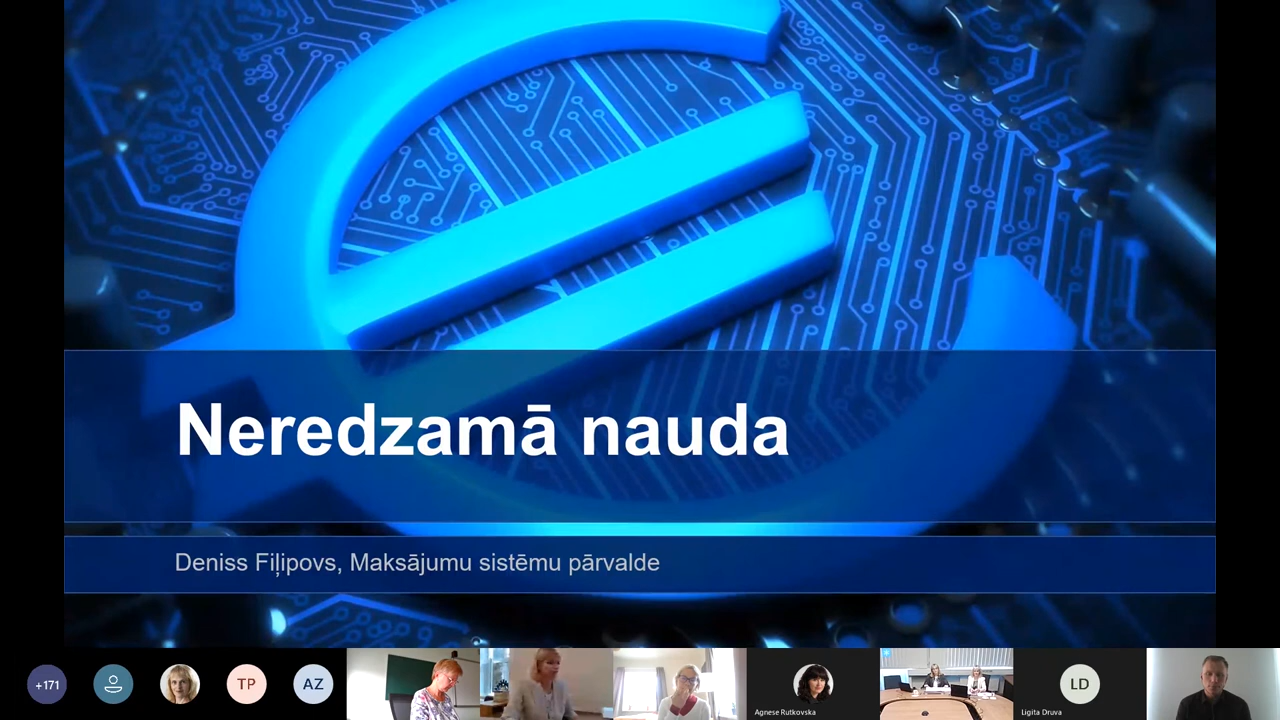 Neredzamā nauda
Deniss Fiļipovs, Maksājumu sistēmu pārvalde
+171
TP
AZ
Agnese Rutkovska
LD
Ligita Druva